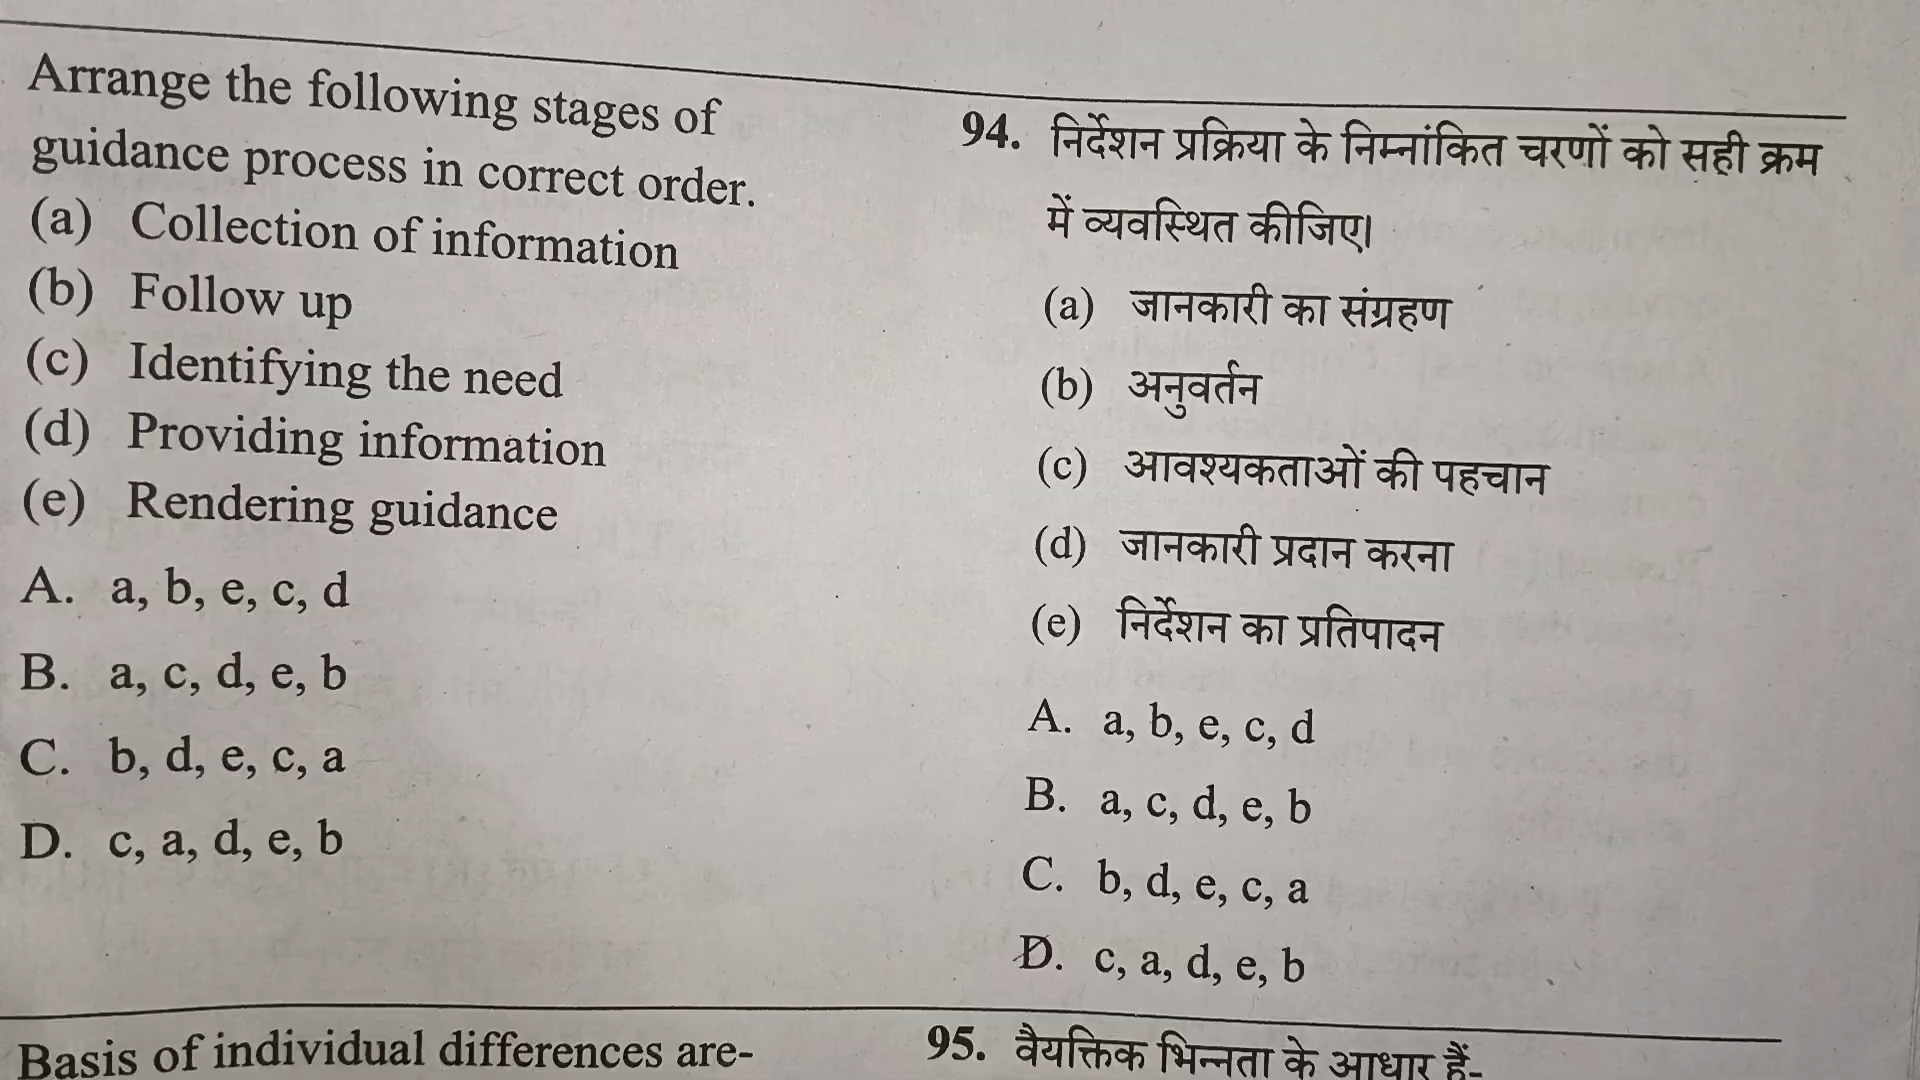 Arrange the following stages of
guidance process in correct order.
(a) Collection of information
(b) Follow up
(c) Identifying the need
(d) Providing information
(e) Rendering guidance
A. a, b, e, c, d
B. a, c, d, e, b
C. b, d, e, c, a
D. c, a, d, e, b
Basis of individual differences are-
94. निर्देशन प्रक्रिया के निम्नांकित चरणों को सही क्रम
में व्यवस्थित कीजिए।
(a) जानकारी का संग्रहण
(b) अनुवर्तन
(c) आवश्यकताओं की पहचान
(d) जानकारी प्रदान करना
(e) निर्देशन का प्रतिपादन
A. a, b, e, c, d
B. a, c, d, e, b
C. b, d, e, c, a
D. c, a, d, e, b
95. वैयक्तिक भिन्नता के आधार हैं-